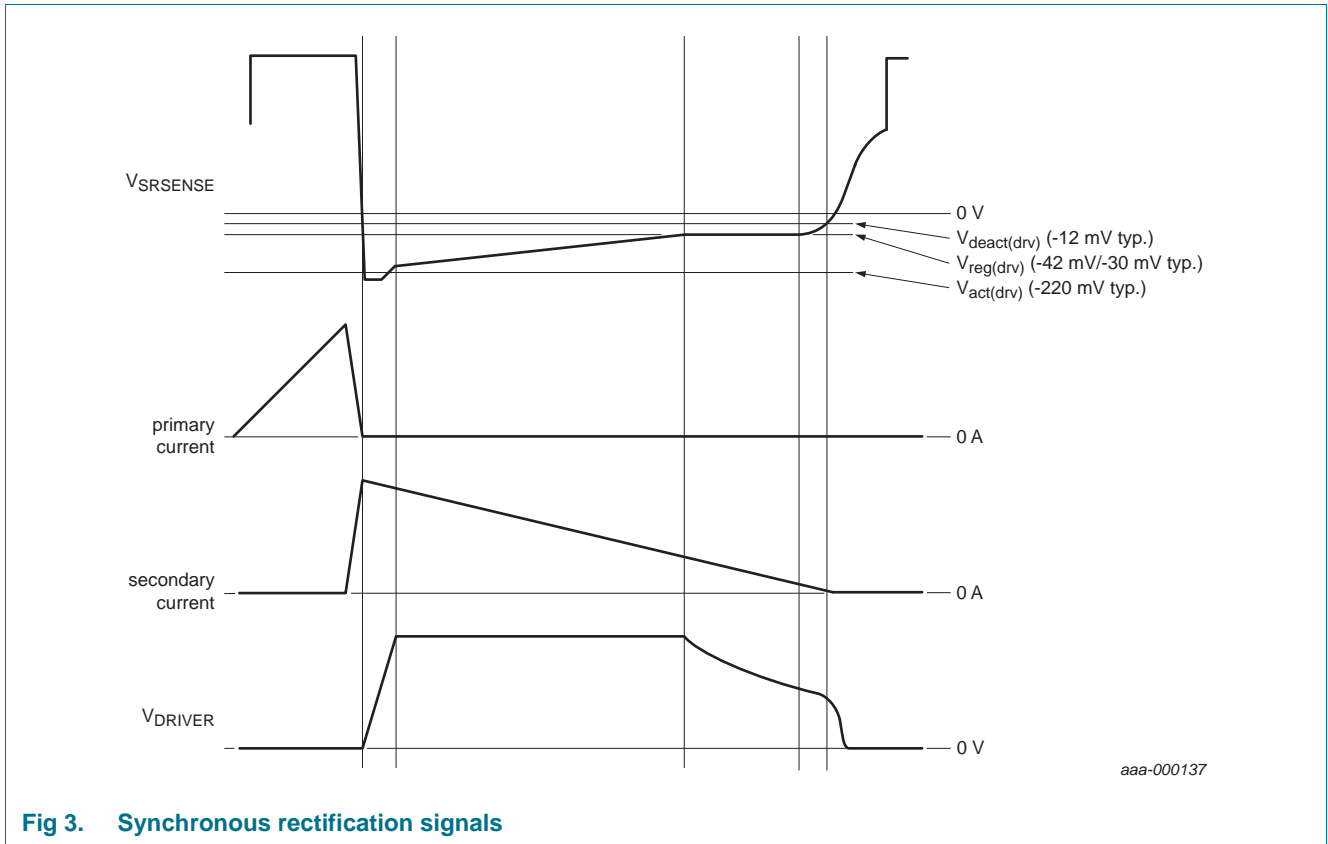 VSRSENSE
0 V
Vdeact(drv) (-12 mV typ.)
Vreg(drv) (-42 mV/-30 mV typ.)
Vact(drv) (-220 mV typ.)
primary
current
0 A
secondary
current
0 A
VDRIVER
0 V
aaa-000137
Fig 3. Synchronous rectification signals